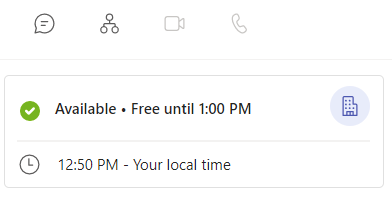 Available • Free until 1:00 PM
12:50 PM - Your local time